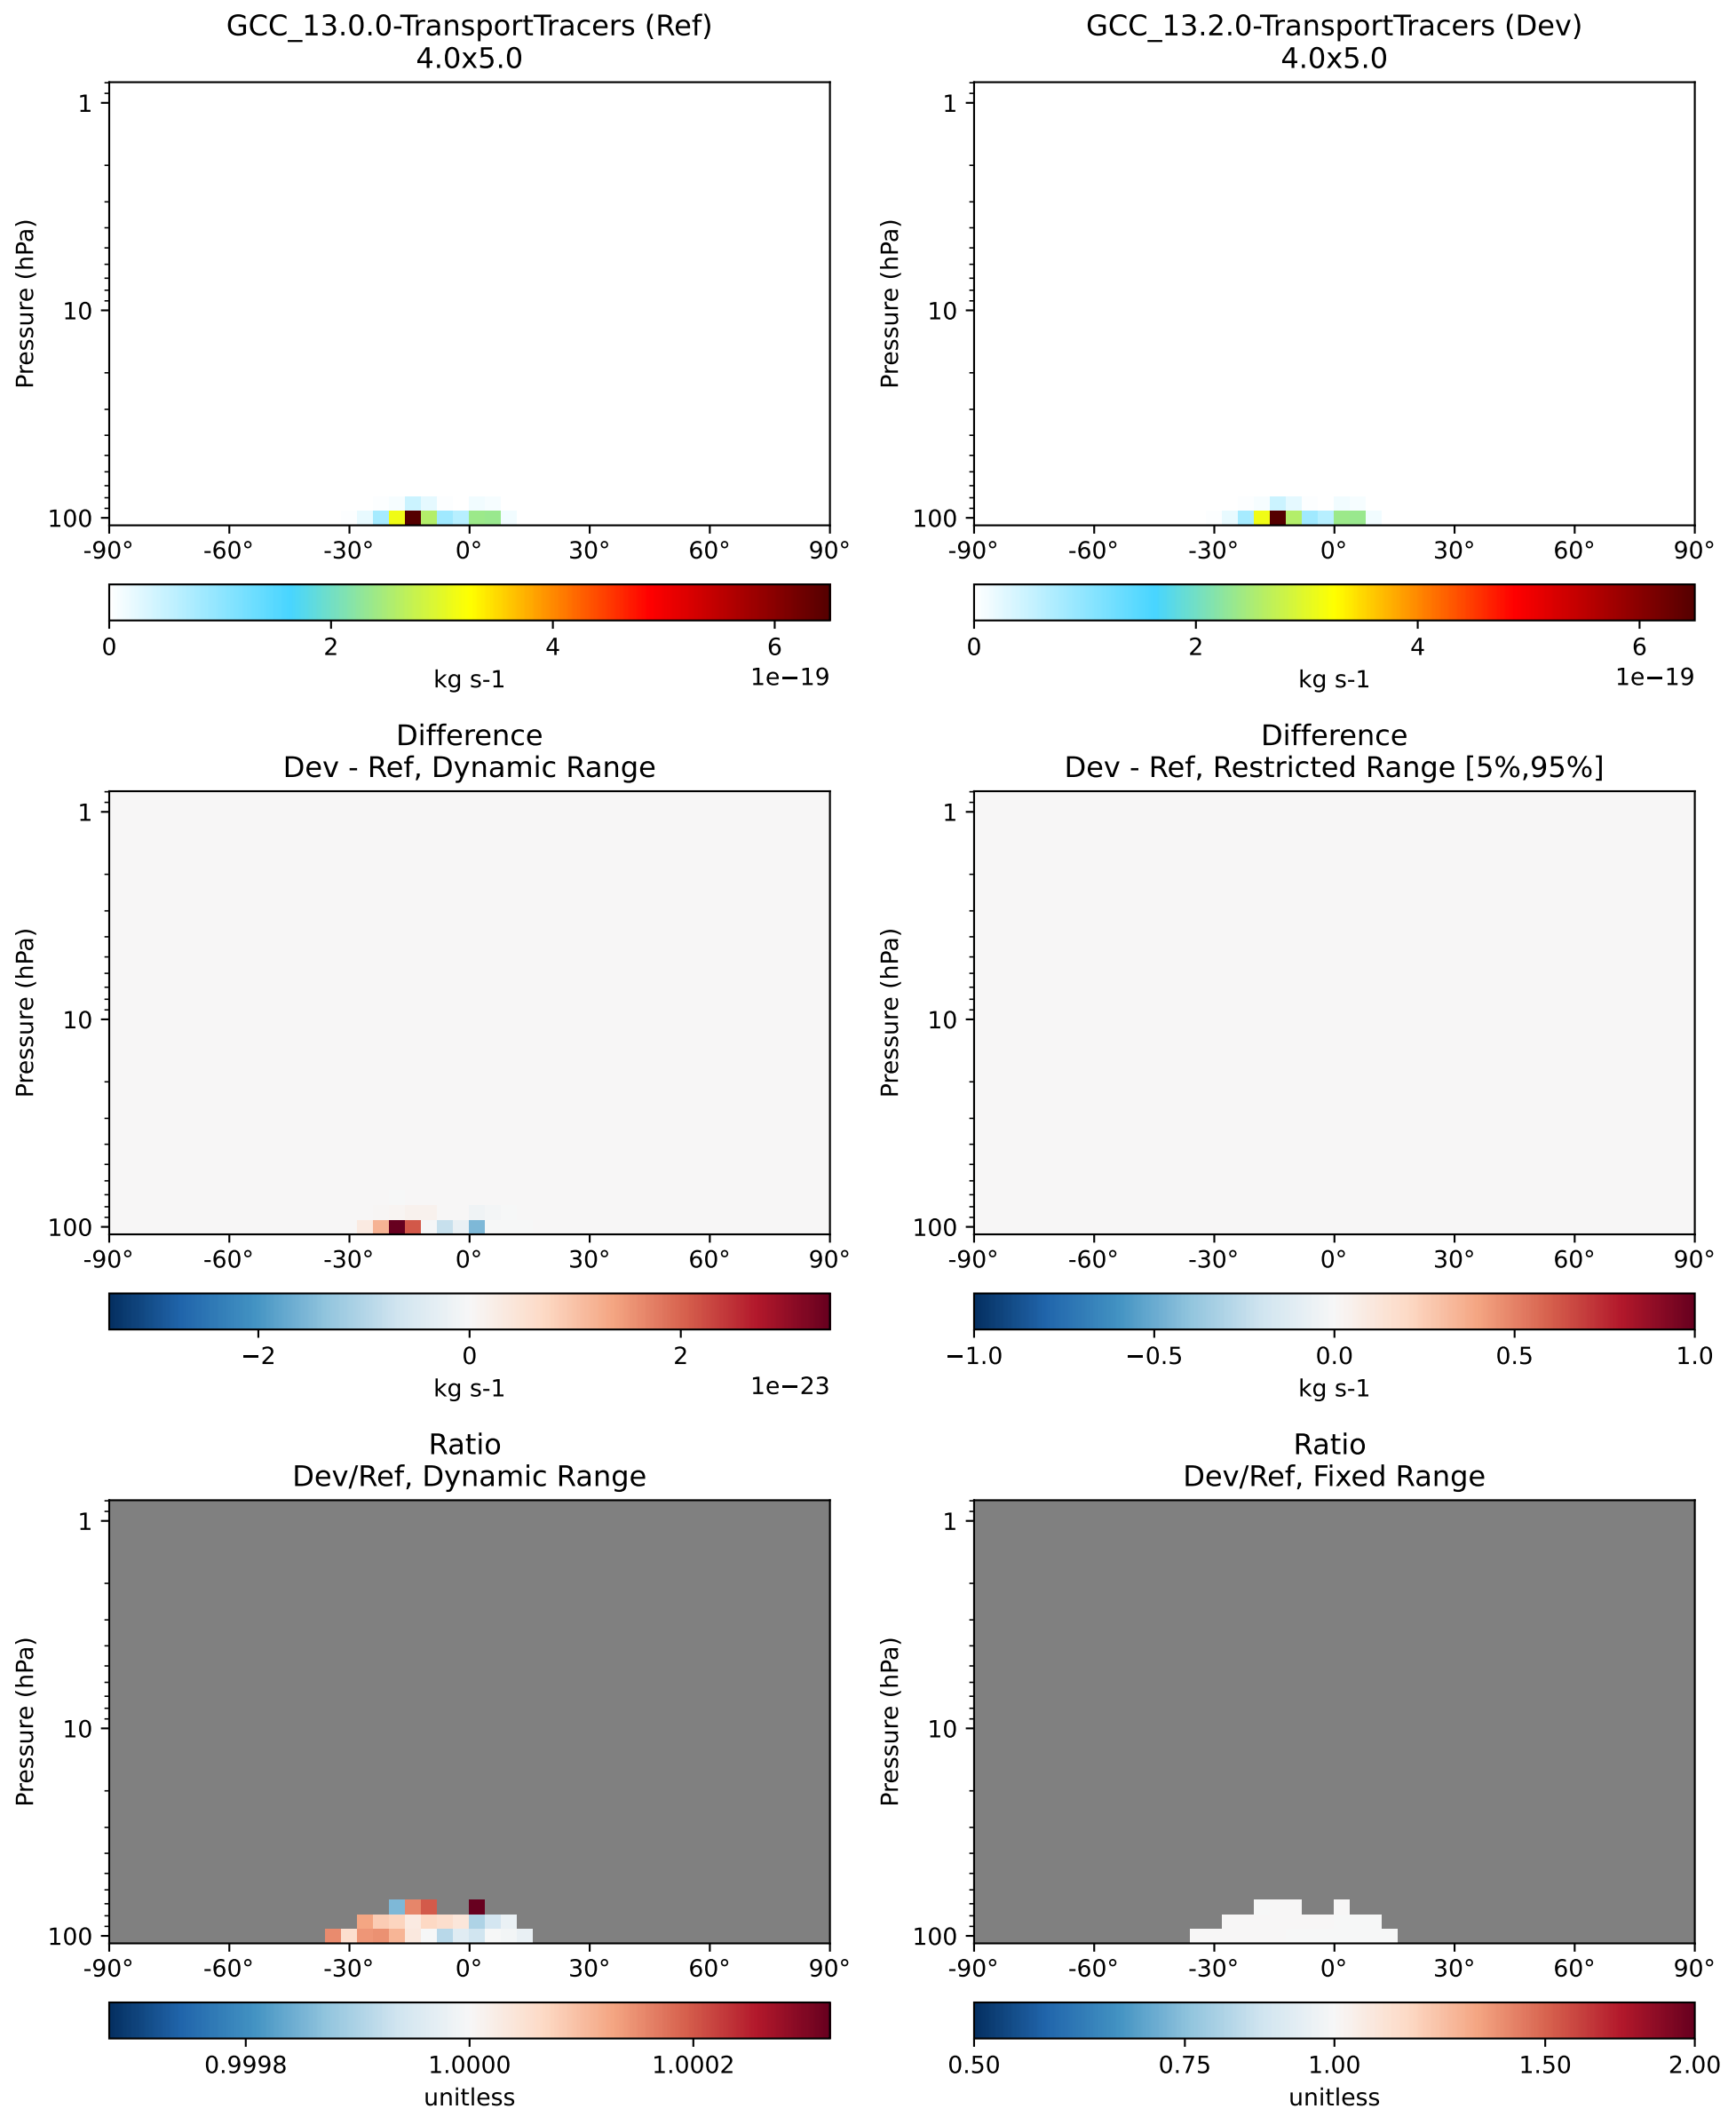 GCC_13.0.0-TransportTracers (Ref)
4.0x5.0
Pressure (hPa)
1
10
100
-90° -60° -30° 0° 30° 60° 90°
0 2 4 6
kg s-1 1e−19
GCC_13.2.0-TransportTracers (Dev)
4.0x5.0
Pressure (hPa)
1
10
100
-90° -60° -30° 0° 30° 60° 90°
0 2 4 6
kg s-1 1e−19
Difference
Dev - Ref, Dynamic Range
Pressure (hPa)
1
10
100
-90° -60° -30° 0° 30° 60° 90°
−2 0 2
kg s-1 1e−23
Difference
Dev - Ref, Restricted Range [5%,95%]
Pressure (hPa)
1
10
100
-90° -60° -30° 0° 30° 60° 90°
−1.0 −0.5 0.0 0.5 1.0
kg s-1
Ratio
Dev/Ref, Dynamic Range
Pressure (hPa)
1
10
100
-90° -60° -30° 0° 30° 60° 90°
0.9998 1.0000 1.0002
unitless
Ratio
Dev/Ref, Fixed Range
Pressure (hPa)
1
10
100
-90° -60° -30° 0° 30° 60° 90°
0.50 0.75 1.00 1.50 2.00
unitless